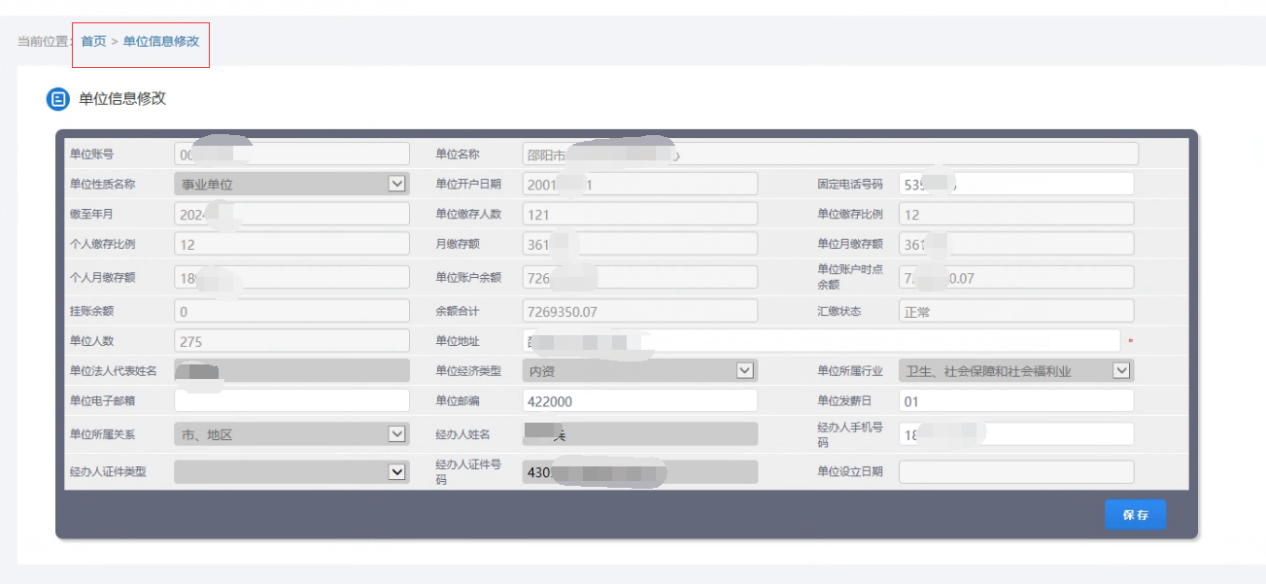 当前位置: 首页 > 单位信息修改
单位信息修改
单位账号 00 单位名称 邵阳市
单位性质名称 事业单位 单位开户日期 2001 1 固定电话号码 53
缴至年月 202 单位缴存人数 121 单位缴存比例 12
个人缴存比例 12 月缴存额 361 单位月缴存额 361
个人月缴存额 18 单位账户余额 726 单位账户时点余额 7 0.07
挂账余额 0 余额合计 7269350.07 汇缴状态 正常
单位人数 275 单位地址 *
单位法人代表姓名 单位经济类型 内资 单位所属行业 卫生、社会保障和社会福利业
单位电子邮箱 单位邮编 422000 单位发薪日 01
单位所属关系 市、地区 经办人姓名 经办人手机号码 18
经办人证件类型 经办人证件号码 430 单位设立日期
保存